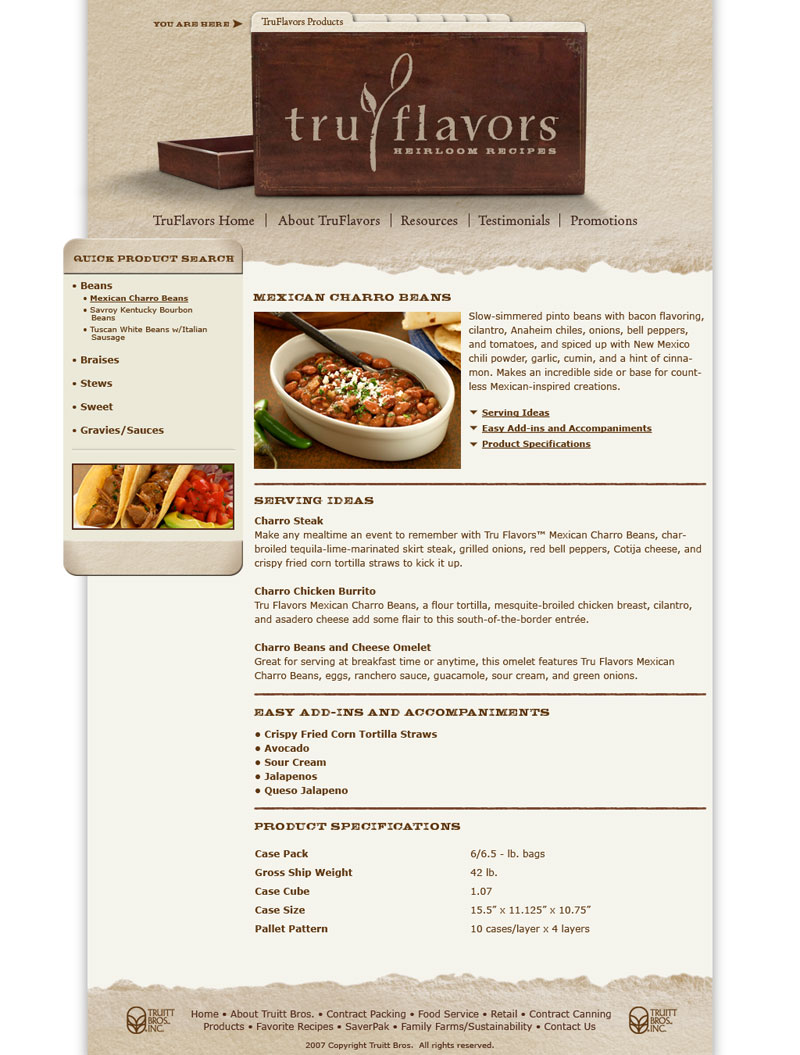 YOU ARE HERE
TruFlavors Products
tru flavors
HEIRLOOM RECIPES
TruFlavors Home | About TruFlavors | Resources | Testimonials | Promotions
QUICK PRODUCT SEARCH
• Beans
• Mexican Charro Beans
• Savroy Kentucky Bourbon
Beans
• Tuscan White Beans w/Italian
Sausage
• Braises
• Stews
• Sweet
• Gravies/Sauces
MEXICAN CHARRO BEANS
Slow-simmered pinto beans with bacon flavoring,
cilantro, Anaheim chiles, onions, bell peppers,
and tomatoes, and spiced up with New Mexico
chili powder, garlic, cumin, and a hint of cinna-
mon. Makes an incredible side or base for count-
less Mexican-inspired creations.
Serving Ideas
Easy Add-ins and Accompaniments
Product Specifications
SERVING IDEAS
Charro Steak
Make any mealtime an event to remember with Tru Flavors™ Mexican Charro Beans, char-
broiled tequila-lime-marinated skirt steak, grilled onions, red bell peppers, Cotija cheese, and
crispy fried corn tortilla straws to kick it up.
Charro Chicken Burrito
Tru Flavors Mexican Charro Beans, a flour tortilla, mesquite-broiled chicken breast, cilantro,
and asadero cheese add some flair to this south-of-the-border entrée.
Charro Beans and Cheese Omelet
Great for serving at breakfast time or anytime, this omelet features Tru Flavors Mexican
Charro Beans, eggs, ranchero sauce, guacamole, sour cream, and green onions.
EASY ADD-INS AND ACCOMPANIMENTS
• Crispy Fried Corn Tortilla Straws
• Avocado
• Sour Cream
• Jalapenos
• Queso Jalapeno
PRODUCT SPECIFICATIONS
Case Pack 6/6.5 - lb. bags
Gross Ship Weight 42 lb.
Case Cube 1.07
Case Size 15.5” x 11.125” x 10.75”
Pallet Pattern 10 cases/layer x 4 layers
TRUITT
BROS.
INC.
Home • About Truitt Bros. • Contract Packing • Food Service • Retail • Contract Canning
Products • Favorite Recipes • SaverPak • Family Farms/Sustainability • Contact Us
2007 Copyright Truitt Bros. All rights reserved.
TRUITT
BROS.
INC.